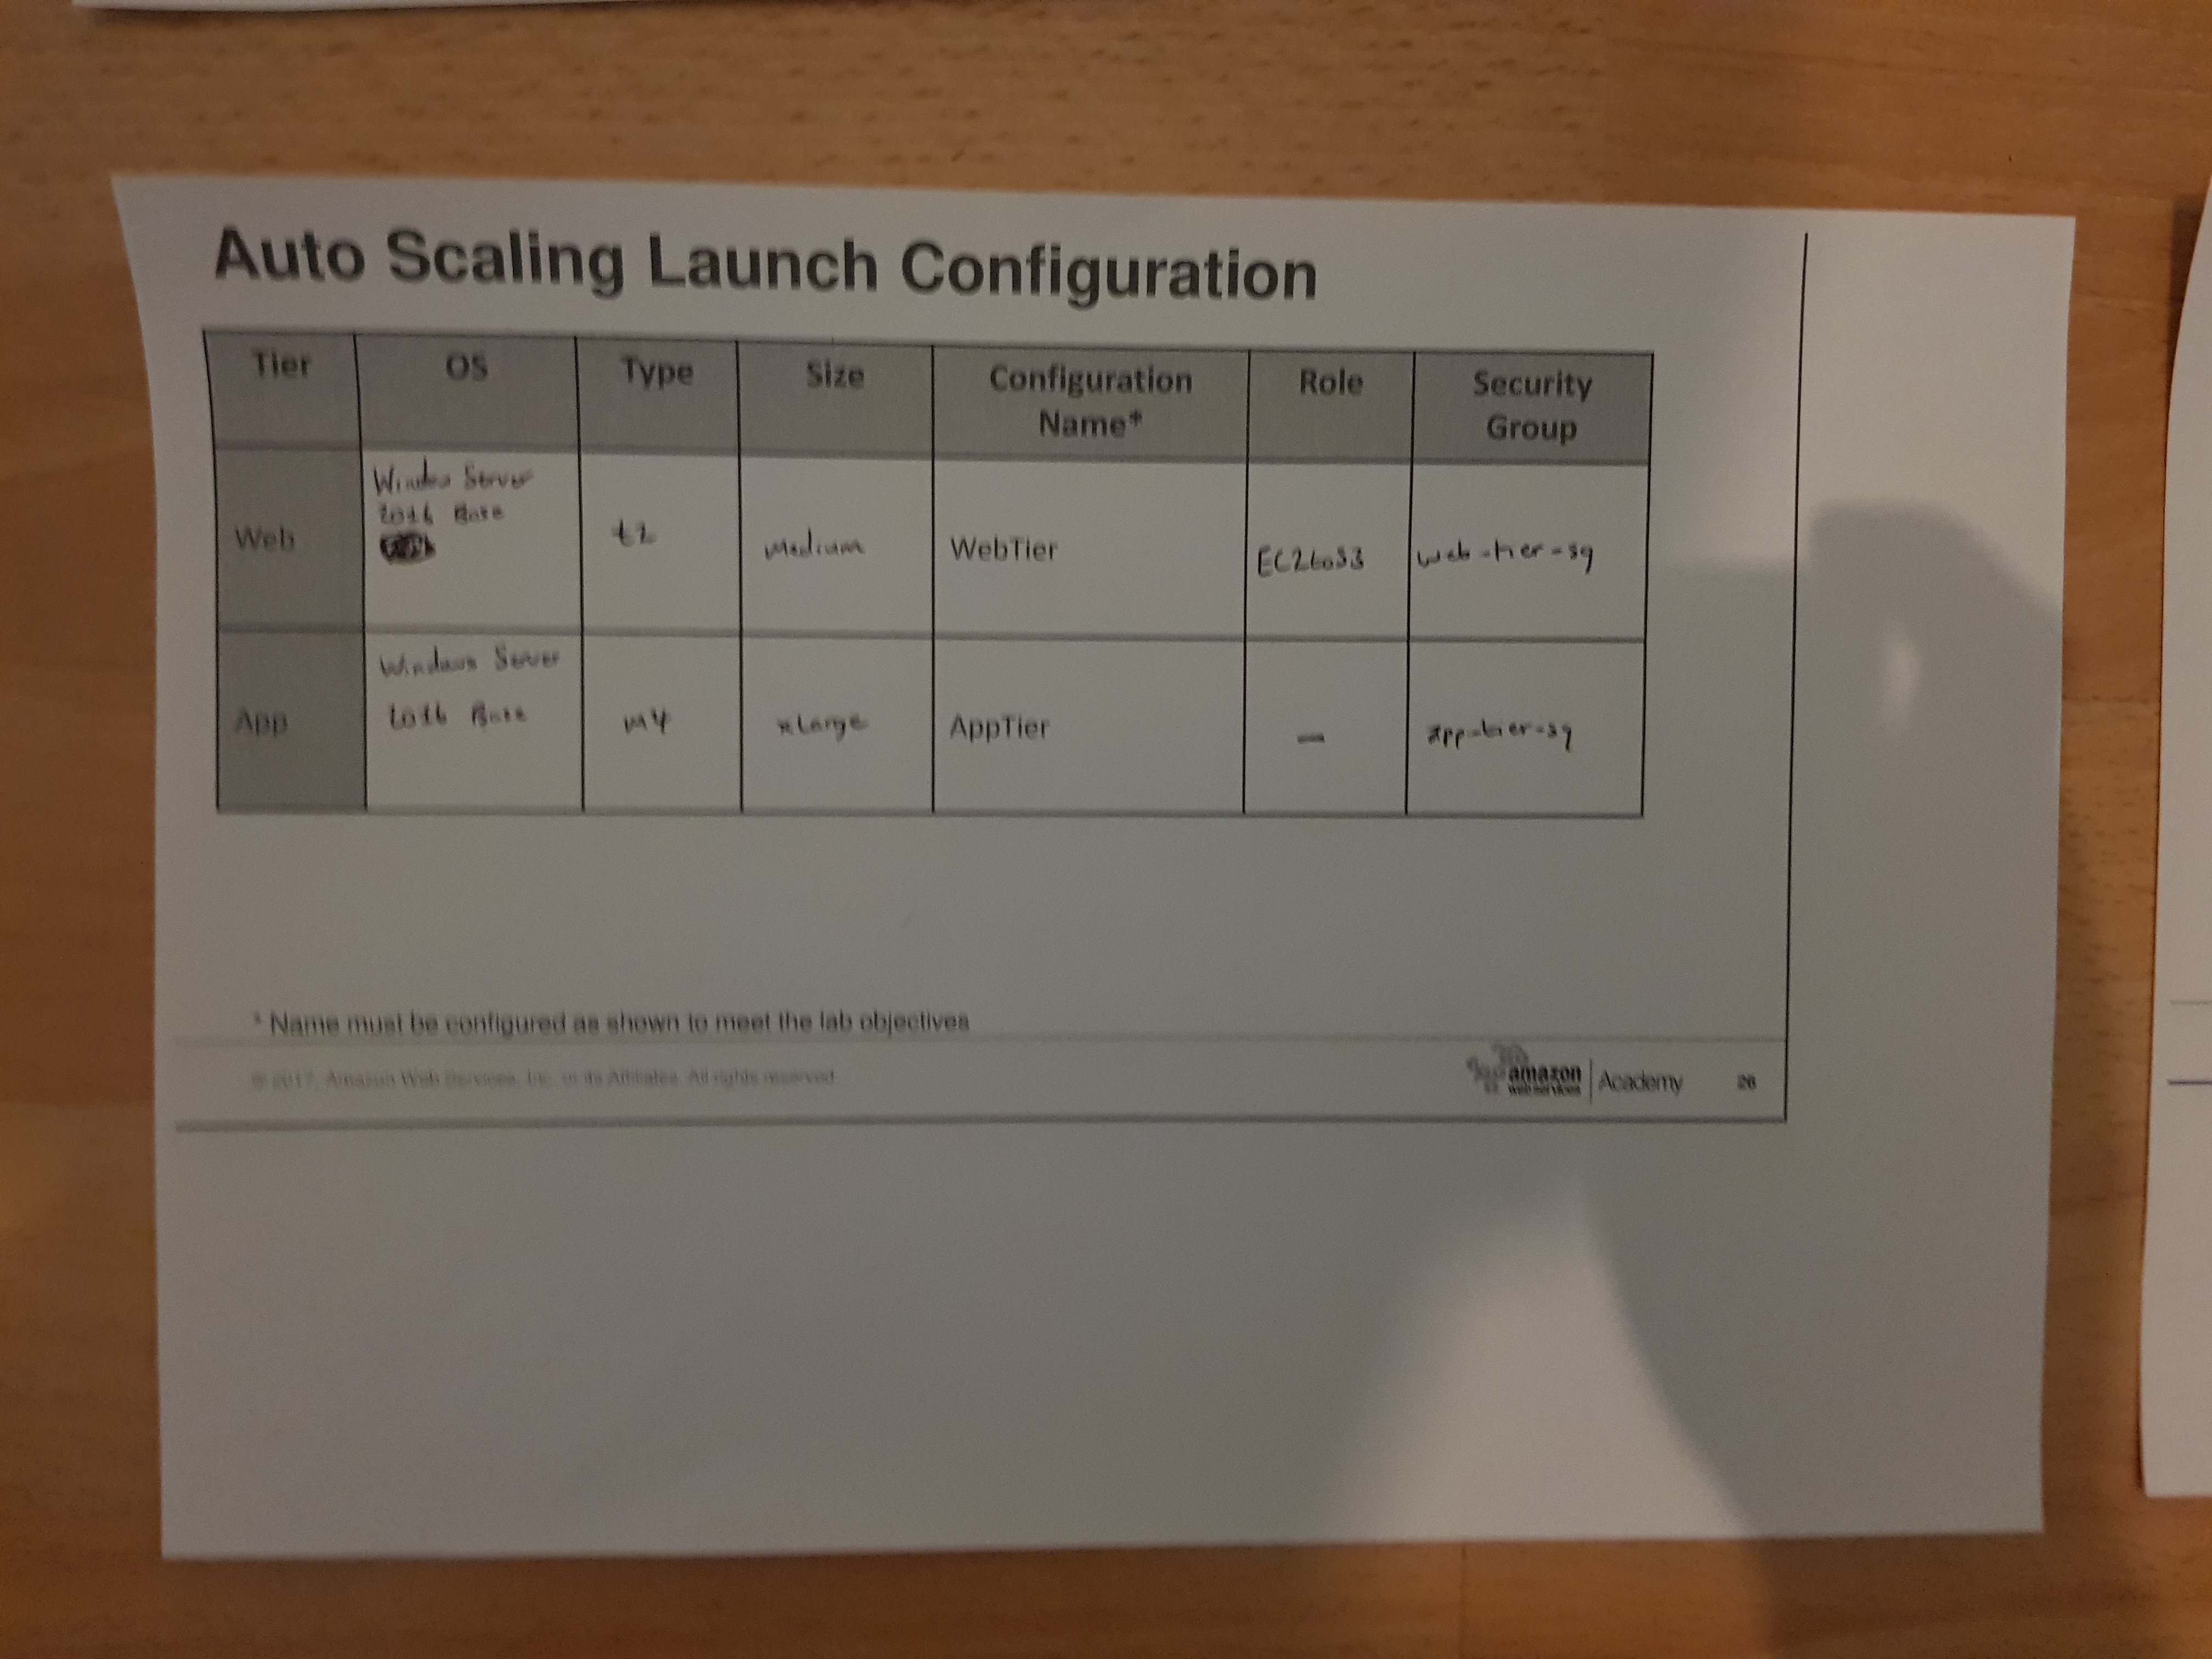 Auto Scaling Launch Configuration
Tier OS Type Size Configuration Name* Role Security Group
Web Windows Server 2016 Base t2 medium WebTier EC2toS3 web-tier-sg
App Windows Server 2016 Base m4 xLarge AppTier — app-tier-sg
* Name must be configured as shown to meet the lab objectives
© 2017, Amazon Web Services, Inc. or its Affiliates. All rights reserved.
amazon web services Academy 26